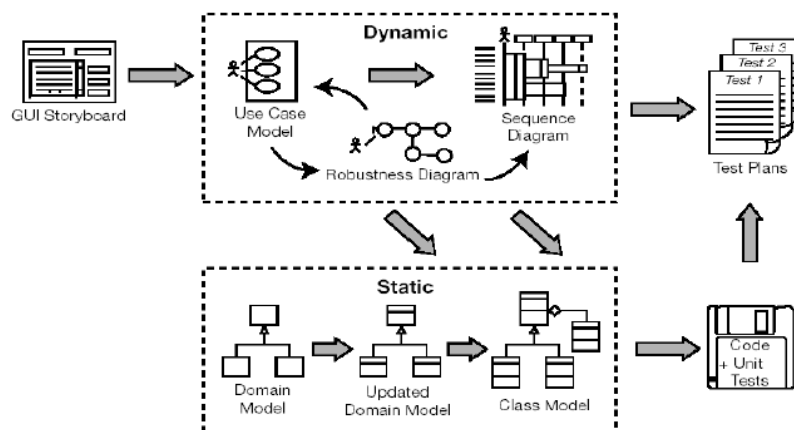 Dynamic
GUI Storyboard
Use Case
Model
Robustness Diagram
Sequence
Diagram
Test 3
Test 2
Test 1
Test Plans
Static
Domain
Model
Updated
Domain Model
Class Model
Code
+ Unit
Tests